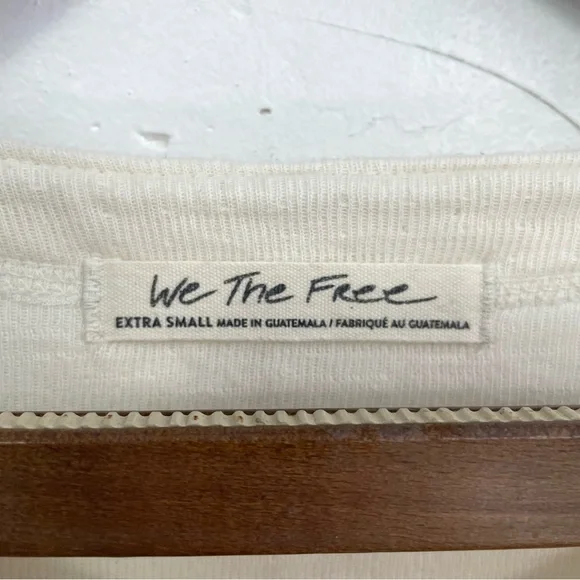 We The Free
EXTRA SMALL MADE IN GUATEMALA / FABRIQUÉ AU GUATEMALA